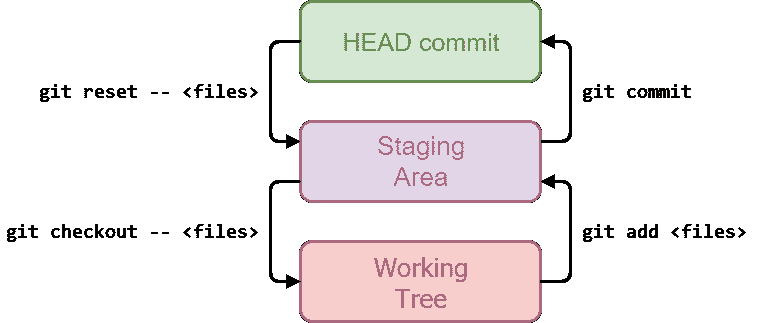 HEAD commit
git reset -- <files>
git commit
Staging
Area
git checkout -- <files>
git add <files>
Working
Tree